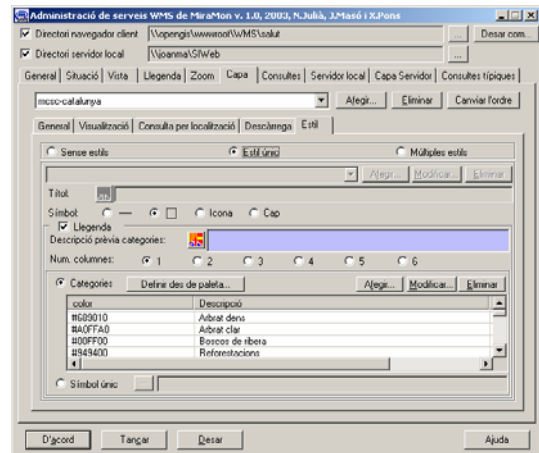 Administració de serveis WMS de MiraMon v. 1.0, 2003, N.Julià, J.Masó i X.Pons
Directori navegador client \\opengis\wwwroot\WMS\salut ... Desar com...
Directori servidor local \\joanma\SIWeb ...
General Situació Vista Llegenda Zoom Capa Consultes Servidor local Capa Servidor Consultes típiques
mcsc-catalunya Afegir... Eliminar Canviar l'ordre
General Visualització Consulta per localització Descàrrega Estil
Sense estils Estil únic Múltiples estils
Afegir... Modificar... Eliminar
Títol:
Símbol: Icona Cap
Llegenda
Descripció prèvia categories:
Num. columnes: 1 2 3 4 5 6
Categories Definir des de paleta... Afegir... Modificar... Eliminar
color Descripció
#689010 Arbrat dens
#A0FFA0 Arbrat clar
#00FF00 Boscos de ribera
#949400 Reforestacions
Símbol únic
D'acord Tancar Desar Ajuda